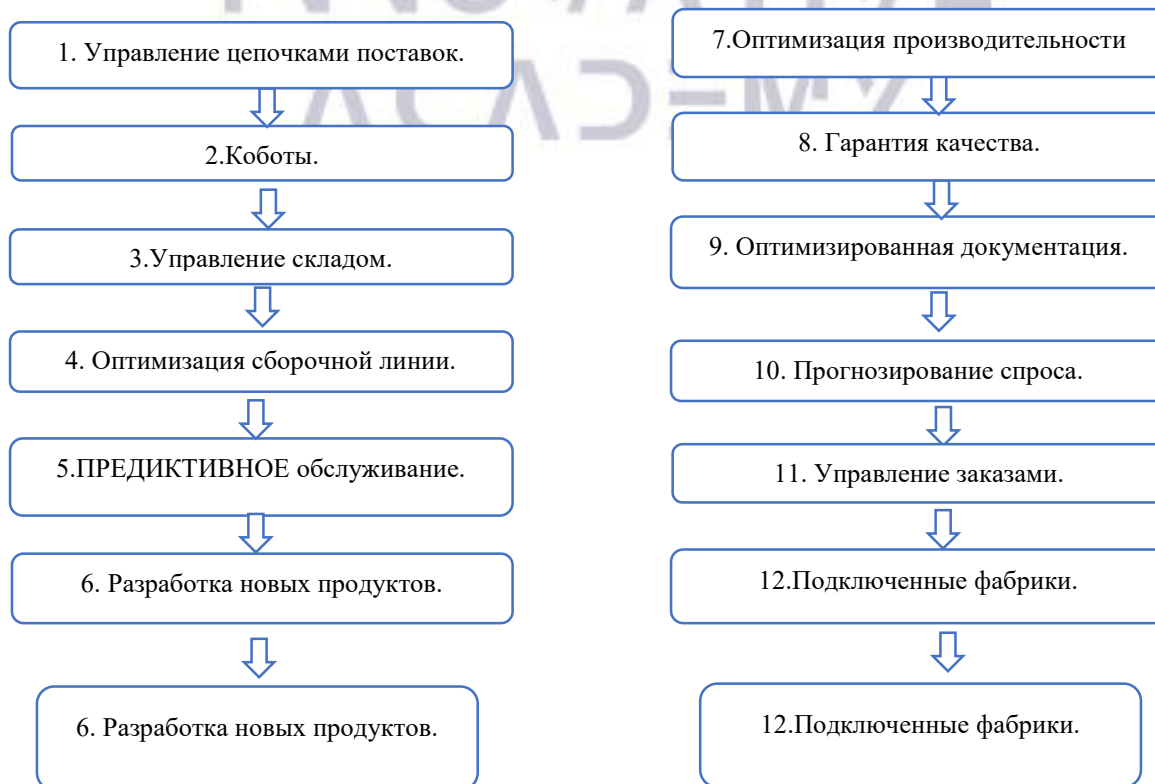 1. Управление цепочками поставок.
2.Коботы.
3.Управление складом.
4. Оптимизация сборочной линии.
5.ПРЕДИКТИВНОЕ обслуживание.
6. Разработка новых продуктов.
6. Разработка новых продуктов.
7.Оптимизация производительности
8. Гарантия качества.
9. Оптимизированная документация.
10. Прогнозирование спроса.
11. Управление заказами.
12.Подключенные фабрики.
12.Подключенные фабрики.